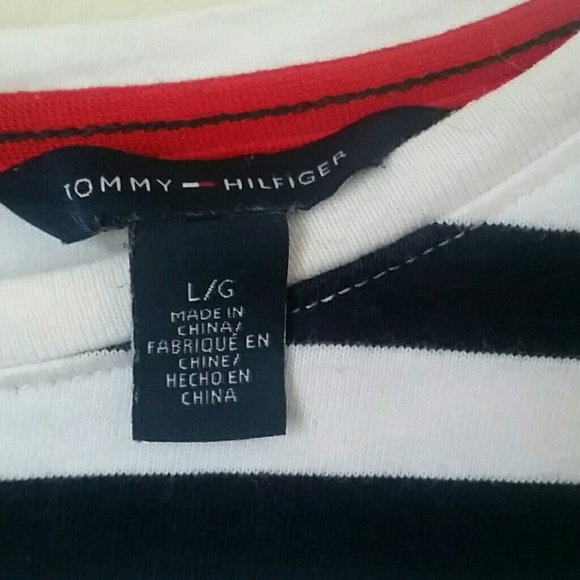 TOMMY HILFIGER
L/G
MADE IN
CHINA/
FABRIQUÉ EN
CHINE/
HECHO EN
CHINA